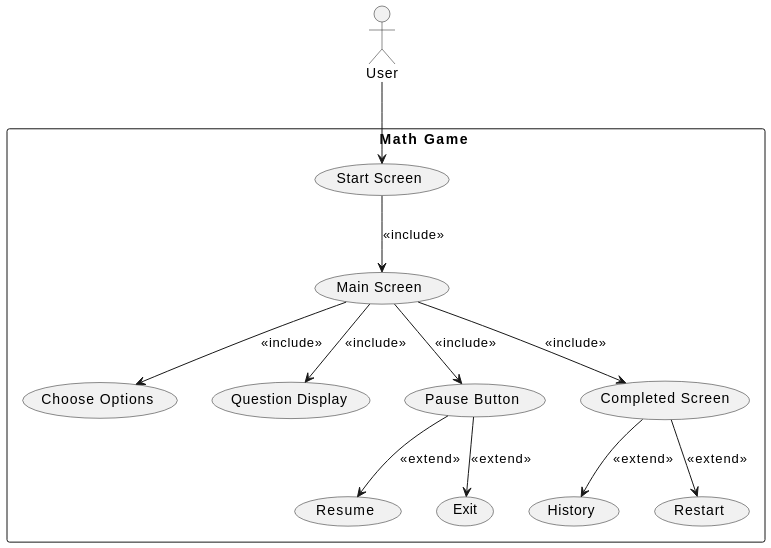 User
Math Game
Start Screen
«include»
Main Screen
«include» «include» «include» «include»
Choose Options Question Display Pause Button Completed Screen
«extend» «extend» «extend» «extend»
Resume Exit History Restart